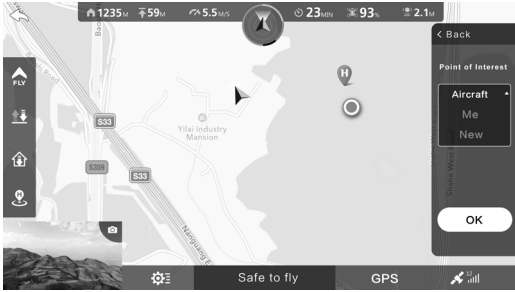 1235M 59M 5.5M/S 23MIN 93% 2.1M
< Back
Point of Interest
Aircraft
Me
New
OK
FLY
H
S33
Yilai Industry
Mansion
S359
S33
Nanguang E
H
Safe to fly
GPS
12